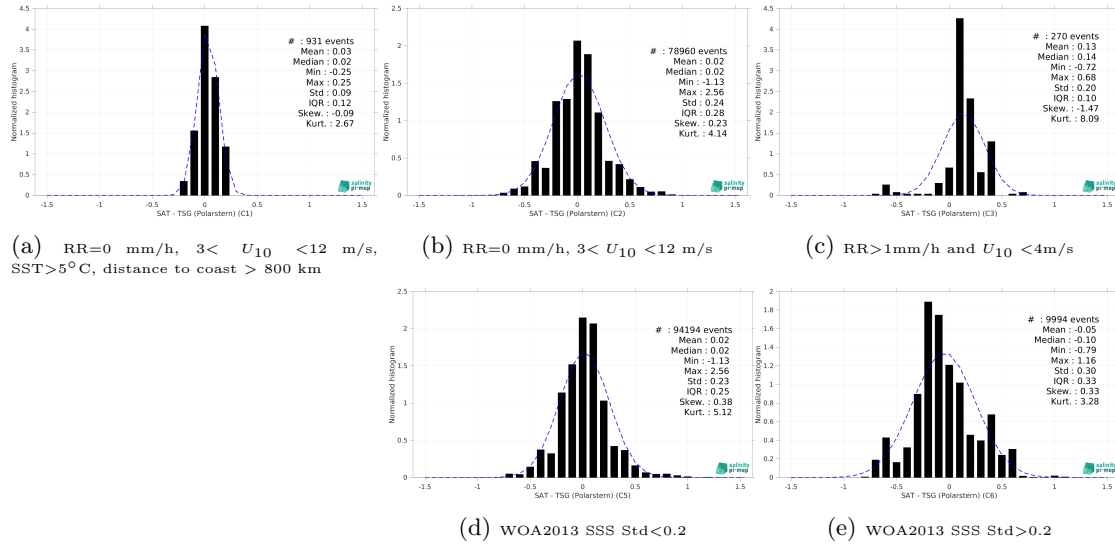 4.5
4
3.5
3
2.5
2
1.5
1
0.5
0
Normalized histogram
# : 931 events
Mean : 0.03
Median : 0.02
Min : -0.25
Max : 0.25
Std : 0.09
IQR : 0.12
Skew. : -0.09
Kurt. : 2.67
salinity
pi-mep
-1.5 -1 -0.5 0 0.5 1 1.5
SAT - TSG (Polarstern) (C1)
(a) RR=0 mm/h, 3< U10 <12 m/s,
SST>5°C, distance to coast > 800 km
2.5
2
1.5
1
0.5
0
Normalized histogram
# : 78960 events
Mean : 0.02
Median : 0.02
Min : -1.13
Max : 2.56
Std : 0.24
IQR : 0.28
Skew. : 0.23
Kurt. : 4.14
salinity
pi-mep
-1.5 -1 -0.5 0 0.5 1 1.5
SAT - TSG (Polarstern) (C2)
(b) RR=0 mm/h, 3< U10 <12 m/s
4.5
4
3.5
3
2.5
2
1.5
1
0.5
0
Normalized histogram
# : 270 events
Mean : 0.13
Median : 0.14
Min : -0.72
Max : 0.68
Std : 0.20
IQR : 0.10
Skew. : -1.47
Kurt. : 8.09
salinity
pi-mep
-1.5 -1 -0.5 0 0.5 1 1.5
SAT - TSG (Polarstern) (C3)
(c) RR>1mm/h and U10 <4m/s
2.5
2
1.5
1
0.5
0
Normalized histogram
# : 94194 events
Mean : 0.02
Median : 0.02
Min : -1.13
Max : 2.56
Std : 0.23
IQR : 0.25
Skew. : 0.38
Kurt. : 5.12
salinity
pi-mep
-1.5 -1 -0.5 0 0.5 1 1.5
SAT - TSG (Polarstern) (C5)
(d) WOA2013 SSS Std<0.2
2
1.8
1.6
1.4
1.2
1
0.8
0.6
0.4
0.2
0
Normalized histogram
# : 9994 events
Mean : -0.05
Median : -0.10
Min : -0.79
Max : 1.16
Std : 0.30
IQR : 0.33
Skew. : 0.33
Kurt. : 3.28
salinity
pi-mep
-1.5 -1 -0.5 0 0.5 1 1.5
SAT - TSG (Polarstern) (C6)
(e) WOA2013 SSS Std>0.2